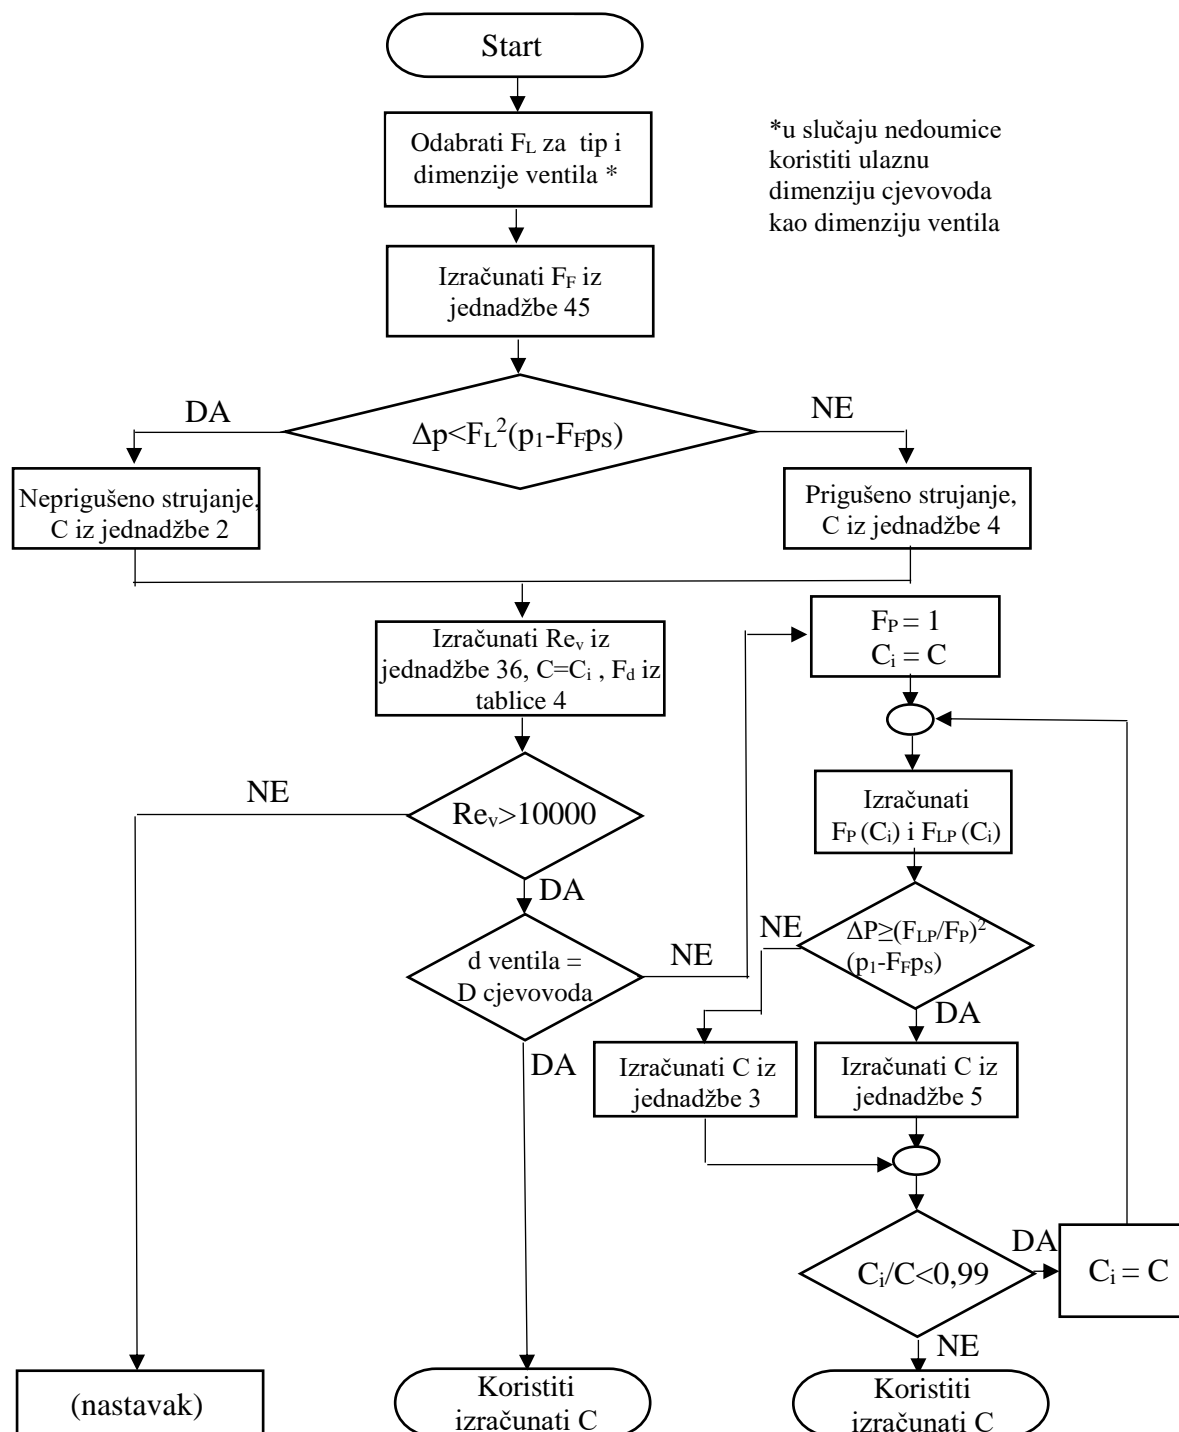 Start
Odabrati F_L za tip i
dimenzije ventila *
*u slučaju nedoumice
koristiti ulaznu
dimenziju cjevovoda
kao dimenziju ventila
Izračunati F_F iz
jednadžbe 45
DA
NE
Δp<F_L²(p₁-F_Fp_S)
Neprigušeno strujanje,
C iz jednadžbe 2
Prigušeno strujanje,
C iz jednadžbe 4
Izračunati Re_v iz
jednadžbe 36, C=C_i , F_d iz
tablice 4
F_P = 1
C_i = C
NE
Re_v>10000
DA
Izračunati
F_P (C_i) i F_LP (C_i)
d ventila =
D cjevovoda
NE
DA
NE
ΔP≥(F_LP/F_P)²
(p₁-F_Fp_S)
DA
Izračunati C iz
jednadžbe 3
Izračunati C iz
jednadžbe 5
C_i/C<0,99
DA
C_i = C
NE
(nastavak)
Koristiti
izračunati C
Koristiti
izračunati C